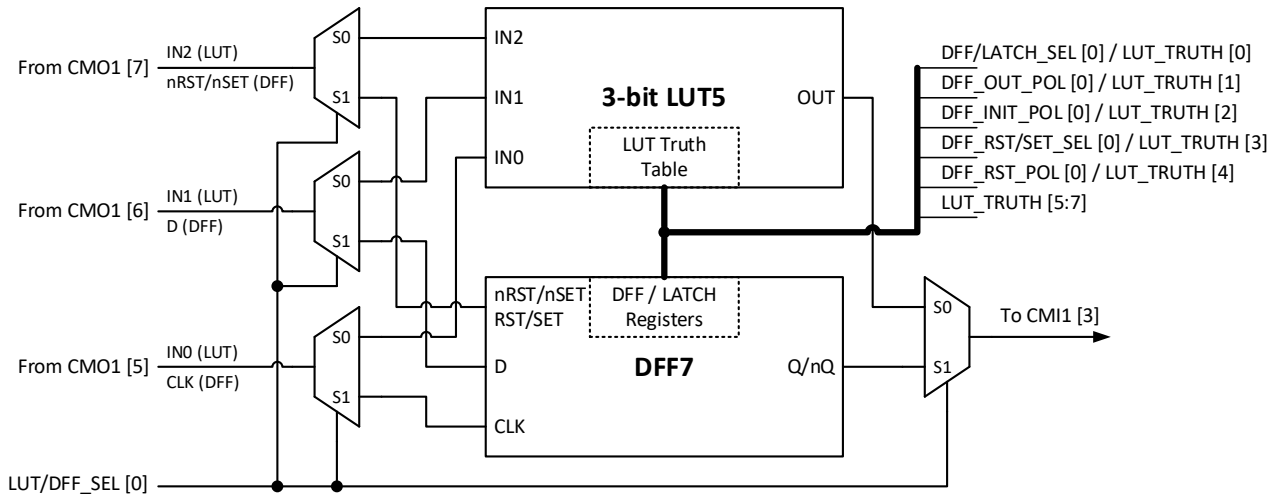 From CMO1 [7]
IN2 (LUT)
nRST/nSET (DFF)
S0
S1
From CMO1 [6]
IN1 (LUT)
D (DFF)
S0
S1
From CMO1 [5]
IN0 (LUT)
CLK (DFF)
S0
S1
LUT/DFF_SEL [0]
IN2
IN1
IN0
3-bit LUT5
OUT
LUT Truth
Table
nRST/nSET
RST/SET
D
CLK
DFF / LATCH
Registers
DFF7
Q/nQ
DFF/LATCH_SEL [0] / LUT_TRUTH [0]
DFF_OUT_POL [0] / LUT_TRUTH [1]
DFF_INIT_POL [0] / LUT_TRUTH [2]
DFF_RST/SET_SEL [0] / LUT_TRUTH [3]
DFF_RST_POL [0] / LUT_TRUTH [4]
LUT_TRUTH [5:7]
S0
S1
To CMI1 [3]